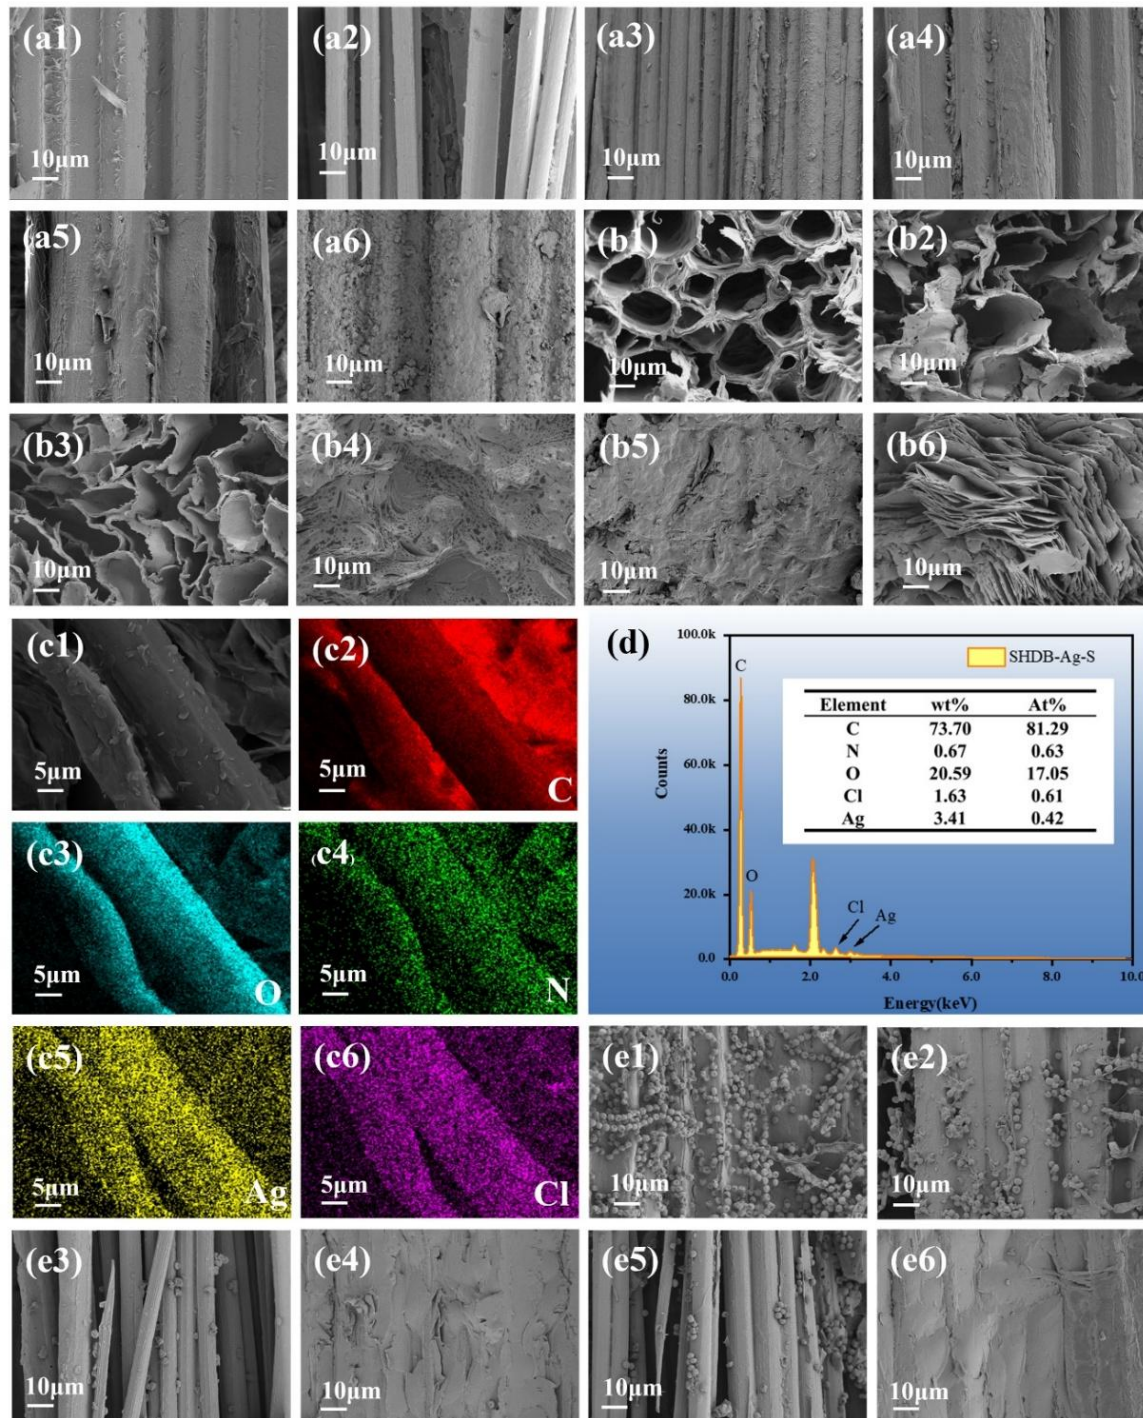 (a1) (a2) (a3) (a4)
10μm 10μm 10μm 10μm
(a5) (a6) (b1) (b2)
10μm 10μm 10μm 10μm
(b3) (b4) (b5) (b6)
10μm 10μm 10μm 10μm
(c1) (c2)
5μm 5μm C
(c3) (c4)
5μm O 5μm N
(d)
100.0k
80.0k
60.0k
40.0k
20.0k
0.0
Counts
SHDB-Ag-S
C
O
Cl
Ag
Element wt% At%
C 73.70 81.29
N 0.67 0.63
O 20.59 17.05
Cl 1.63 0.61
Ag 3.41 0.42
0.0 2.0 4.0 6.0 8.0 10.0
Energy(keV)
(c5) (c6) (e1) (e2)
5μm Ag 5μm Cl 10μm 10μm
(e3) (e4) (e5) (e6)
10μm 10μm 10μm 10μm